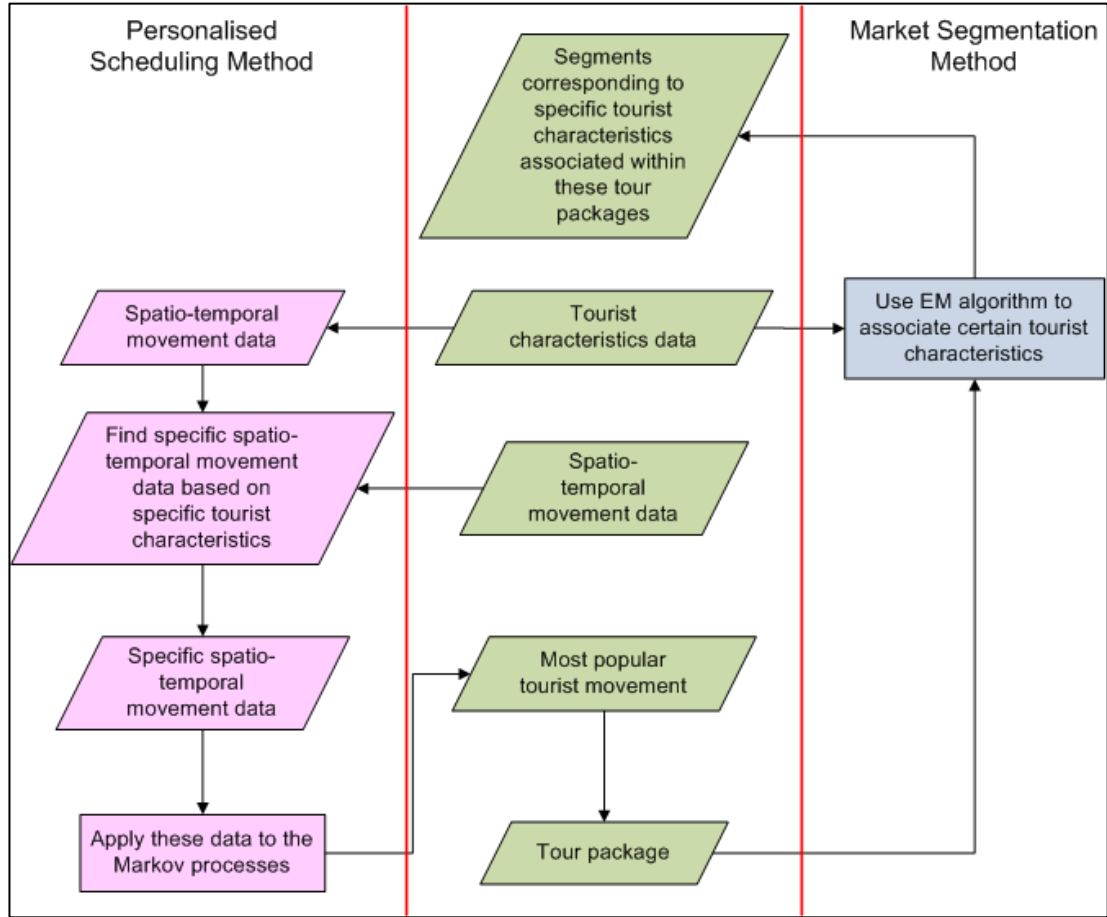 Personalised
Scheduling Method
Market Segmentation
Method
Segments
corresponding to
specific tourist
characteristics
associated within
these tour
packages
Spatio-temporal
movement data
Tourist
characteristics data
Use EM algorithm to
associate certain tourist
characteristics
Find specific spatio-
temporal movement
data based on
specific tourist
characteristics
Spatio-
temporal
movement data
Specific spatio-
temporal
movement data
Most popular
tourist movement
Apply these data to the
Markov processes
Tour package